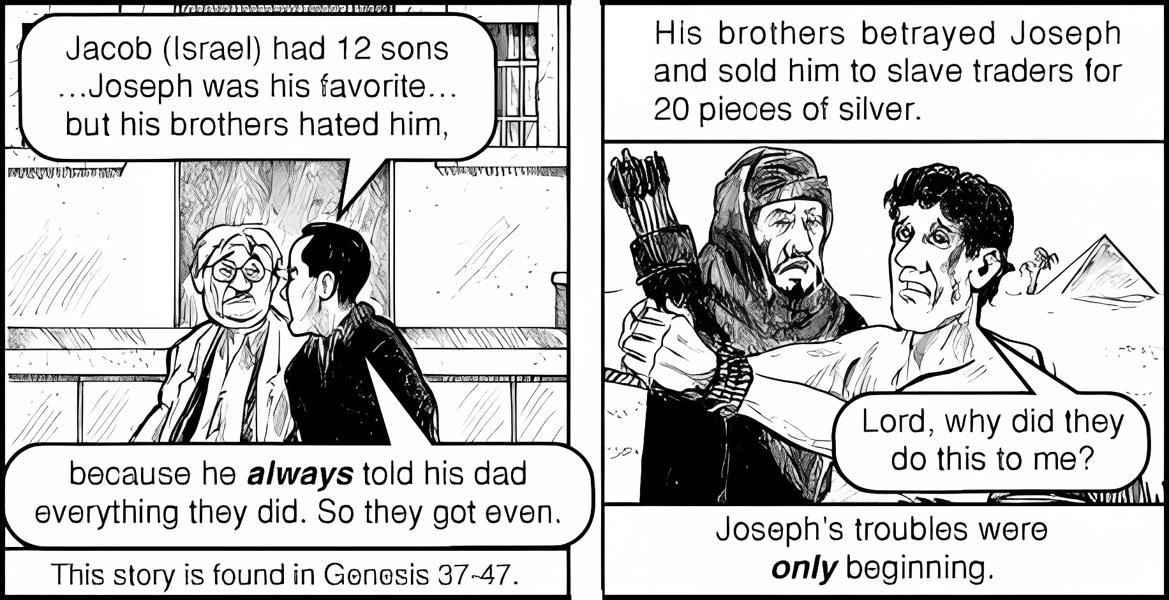 Jacob (Israel) had 12 sons
...Joseph was his favorite...
but his brothers hated him,
because he always told his dad
everything they did. So they got even.
This story is found in Genesis 37-47.
His brothers betrayed Joseph
and sold him to slave traders for
20 pieces of silver.
Lord, why did they
do this to me?
Joseph's troubles were
only beginning.